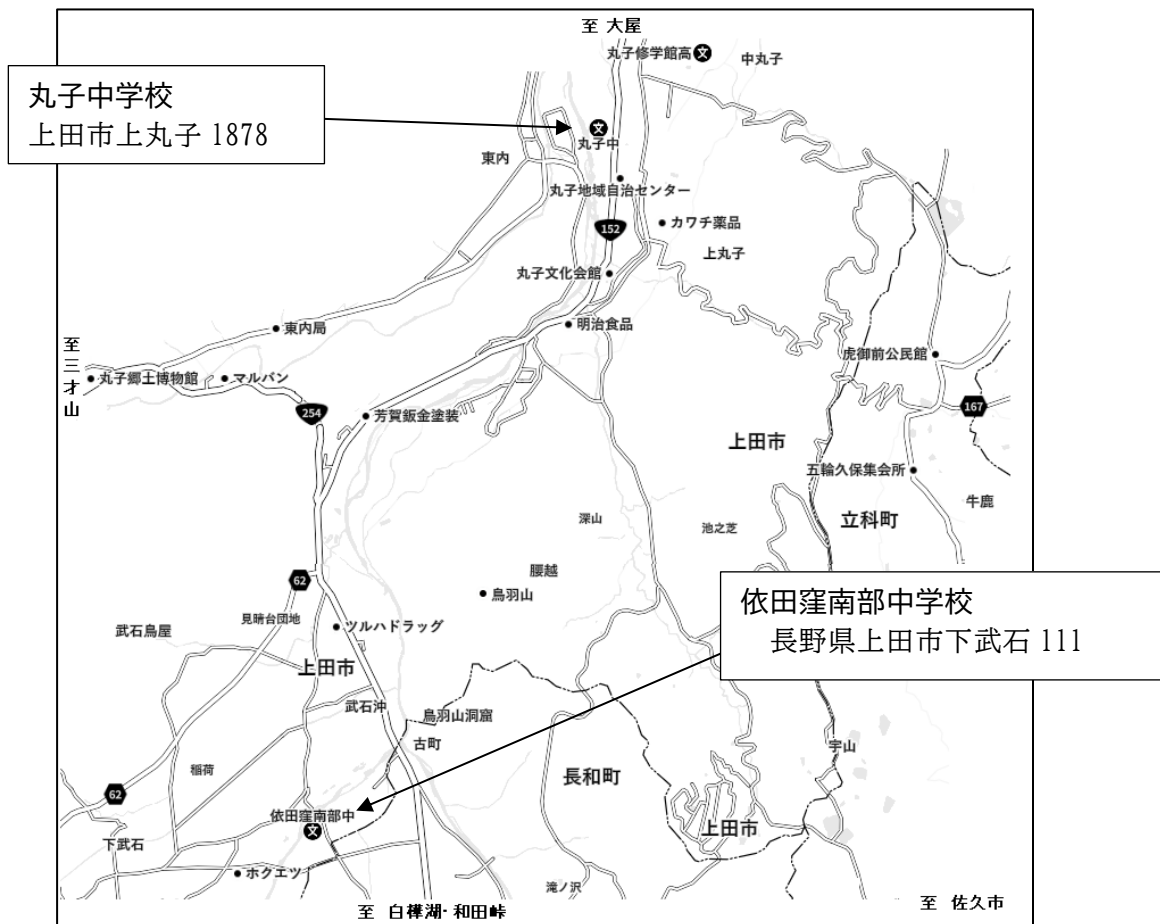 至 大屋
丸子修学館高
文
中丸子
丸子中学校
上田市上丸子 1878
文
丸子中
東内
丸子地域自治センター
カワチ薬品
152
上丸子
丸子文化会館
明治食品
東内局
至三才山
虎御前公民館
丸子郷土博物館
マルバン
254
芳賀鈑金塗装
167
上田市
五輪久保集会所
牛鹿
深山
池之芝
立科町
腰越
62
鳥羽山
依田窪南部中学校
長野県上田市下武石 111
見晴台団地
武石鳥屋
ツルハドラッグ
上田市
武石沖
鳥羽山洞窟
古町
宇山
稲荷
長和町
62
依田窪南部中
文
上田市
下武石
ホクエツ
滝ノ沢
至 白樺湖・和田峠
至 佐久市